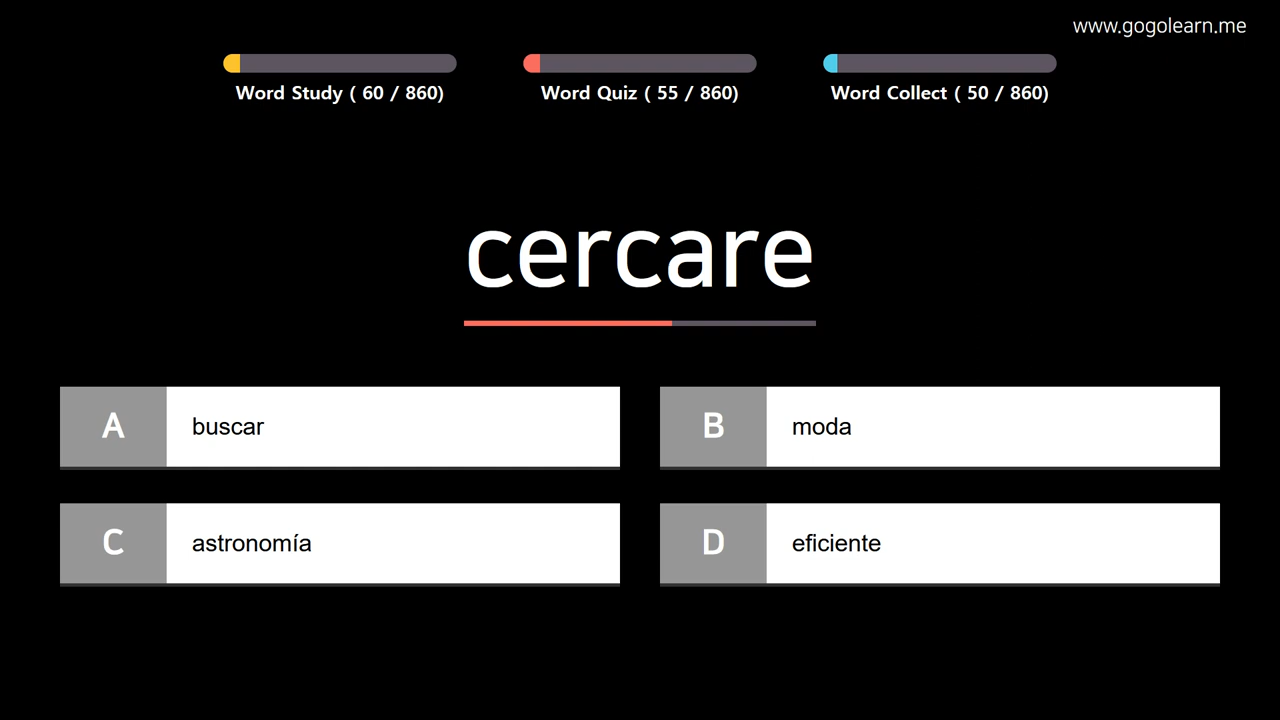 www.gogolearn.me
Word Study ( 60 / 860)
Word Quiz ( 55 / 860)
Word Collect ( 50 / 860)
cercare
A
buscar
B
moda
C
astronomía
D
eficiente